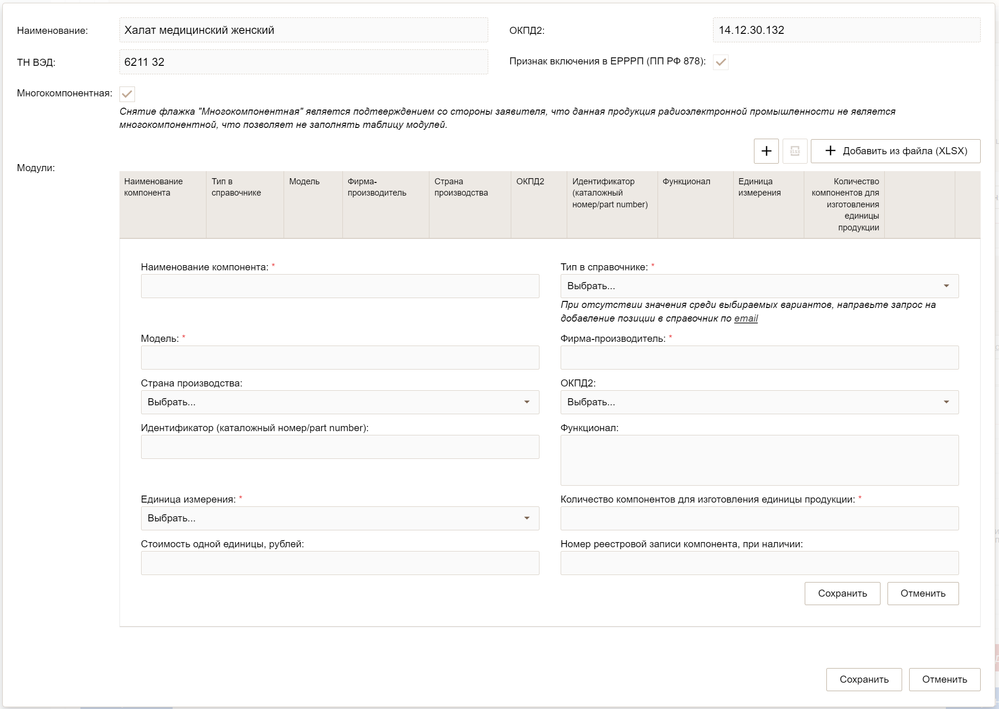 Наименование:
Халат медицинский женский
ОКПД2:
14.12.30.132
ТН ВЭД:
6211 32
Признак включения в ЕРРРП (ПП РФ 878):
Многокомпонентная:
Снятие флажка "Многокомпонентная" является подтверждением со стороны заявителя, что данная продукция радиоэлектронной промышленности не является
многокомпонентной, что позволяет не заполнять таблицу модулей.
xlsx
+ Добавить из файла (XLSX)
Модули:
Наименование
компонента
Тип в
справочнике
Модель
Фирма-
производитель
Страна
производства
ОКПД2
Идентификатор
(каталожный
номер/part number)
Функционал
Единица
измерения
Количество
компонентов для
изготовления
единицы
продукции
Наименование компонента: *
Тип в справочнике: *
Выбрать...
При отсутствии значения среди выбираемых вариантов, направьте запрос на
добавление позиции в справочник по email
Модель: *
Фирма-производитель: *
Страна производства:
Выбрать...
ОКПД2:
Выбрать...
Идентификатор (каталожный номер/part number):
Функционал:
Единица измерения: *
Выбрать...
Количество компонентов для изготовления единицы продукции: *
Стоимость одной единицы, рублей:
Номер реестровой записи компонента, при наличии:
Сохранить
Отменить
Сохранить
Отменить